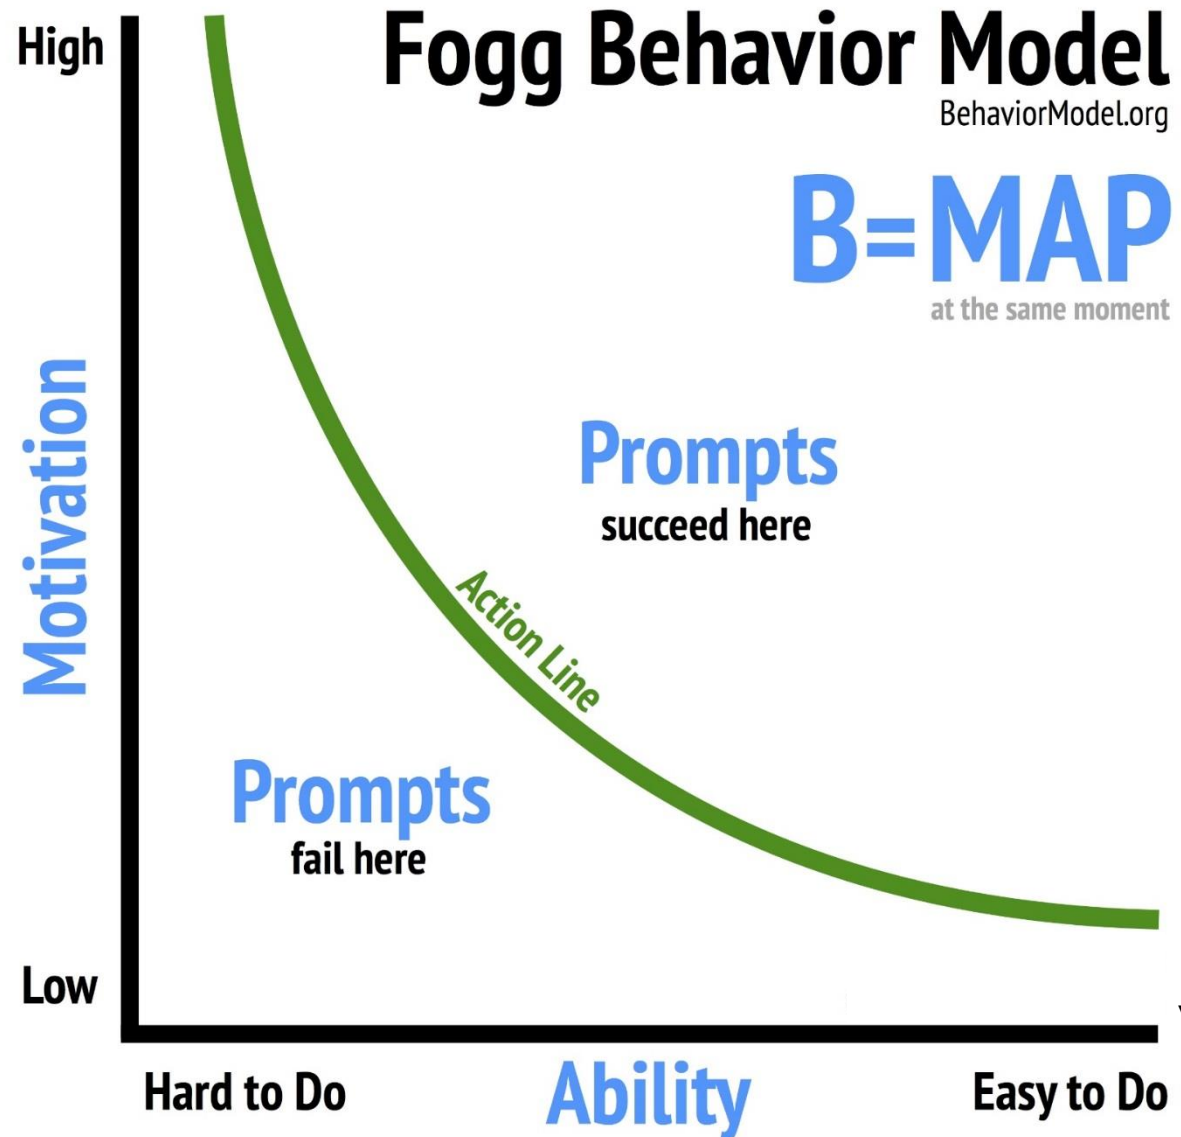 High
Fogg Behavior Model
BehaviorModel.org
B=MAP
at the same moment
Motivation
Prompts
succeed here
Action Line
Prompts
fail here
Low
Hard to Do
Ability
Easy to Do